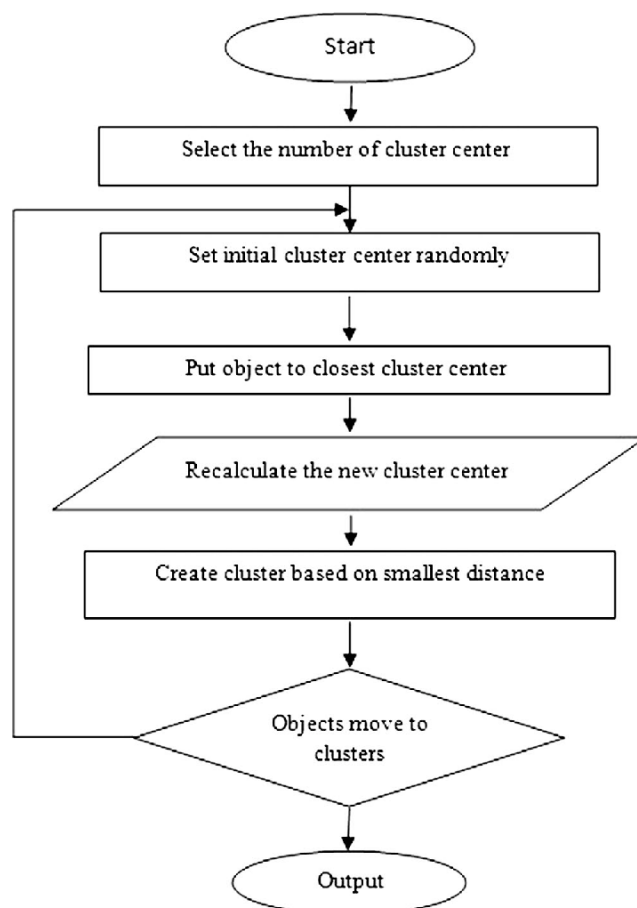 Start
Select the number of cluster center
Set initial cluster center randomly
Put object to closest cluster center
Recalculate the new cluster center
Create cluster based on smallest distance
Objects move to
clusters
Output